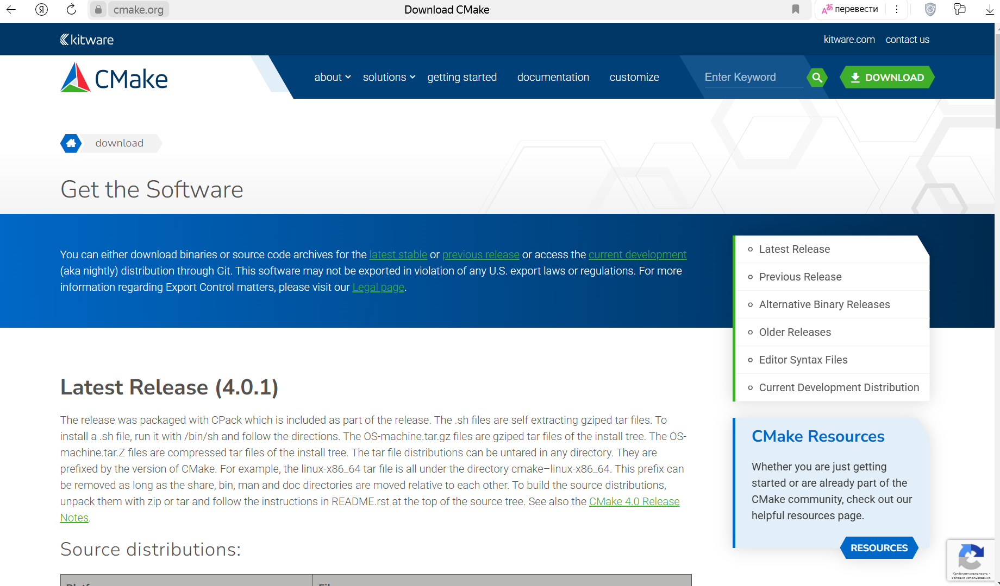 cmake.org
Download CMake
перевести
kitware
kitware.com
contact us
CMake
about
solutions
getting started
documentation
customize
Enter Keyword
DOWNLOAD
download
Get the Software
You can either download binaries or source code archives for the latest stable or previous release or access the current development
(aka nightly) distribution through Git. This software may not be exported in violation of any U.S. export laws or regulations. For more
information regarding Export Control matters, please visit our Legal page.
Latest Release
Previous Release
Alternative Binary Releases
Older Releases
Editor Syntax Files
Current Development Distribution
Latest Release (4.0.1)
The release was packaged with CPack which is included as part of the release. The .sh files are self extracting gziped tar files. To
install a .sh file, run it with /bin/sh and follow the directions. The OS-machine.tar.gz files are gziped tar files of the install tree. The OS-
machine.tar.Z files are compressed tar files of the install tree. The tar file distributions can be untared in any directory. They are
prefixed by the version of CMake. For example, the linux-x86_64 tar file is all under the directory cmake–linux-x86_64. This prefix can
be removed as long as the share, bin, man and doc directories are moved relative to each other. To build the source distributions,
unpack them with zip or tar and follow the instructions in README.rst at the top of the source tree. See also the CMake 4.0 Release
Notes.
CMake Resources
Whether you are just getting
started or are already part of the
CMake community, check out our
helpful resources page.
RESOURCES
Source distributions:
Конфиденциальность -
Условия использования